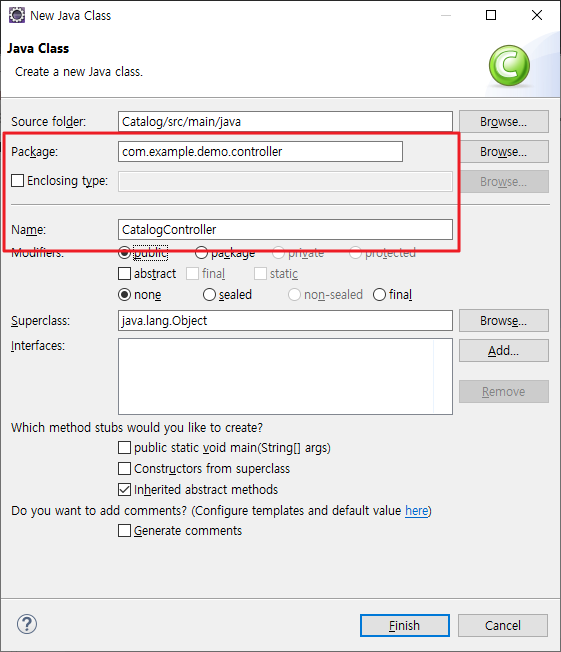 New Java Class
Java Class
Create a new Java class.
C
Source folder: Catalog/src/main/java Browse...
Package: com.example.demo.controller Browse...
Enclosing type: Browse...
Name: CatalogController
Modifiers: public package private protected
abstract final static
none sealed non-sealed final
Superclass: java.lang.Object Browse...
Interfaces: Add...
Remove
Which method stubs would you like to create?
public static void main(String[] args)
Constructors from superclass
Inherited abstract methods
Do you want to add comments? (Configure templates and default value here)
Generate comments
? Finish Cancel